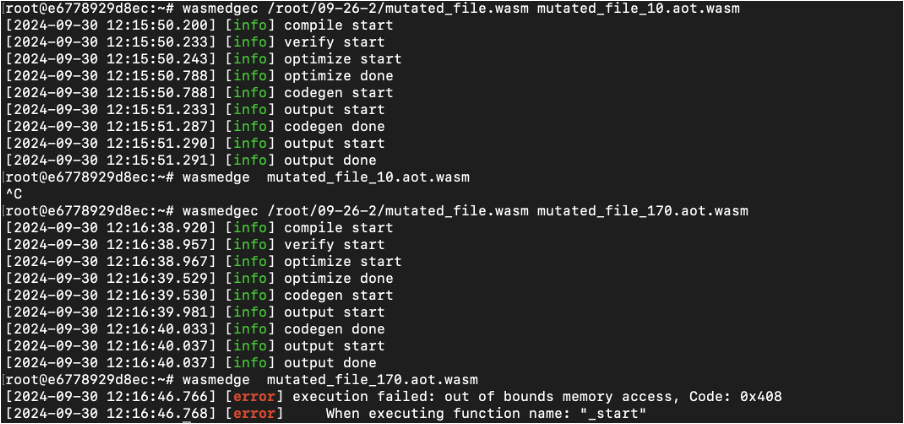 root@e6778929d8ec:~# wasmedgec /root/09-26-2/mutated_file.wasm mutated_file_10.aot.wasm
[2024-09-30 12:15:50.200] [info] compile start
[2024-09-30 12:15:50.233] [info] verify start
[2024-09-30 12:15:50.243] [info] optimize start
[2024-09-30 12:15:50.788] [info] optimize done
[2024-09-30 12:15:50.788] [info] codegen start
[2024-09-30 12:15:51.233] [info] output start
[2024-09-30 12:15:51.287] [info] codegen done
[2024-09-30 12:15:51.290] [info] output start
[2024-09-30 12:15:51.291] [info] output done
root@e6778929d8ec:~# wasmedge  mutated_file_10.aot.wasm
^C
root@e6778929d8ec:~# wasmedgec /root/09-26-2/mutated_file.wasm mutated_file_170.aot.wasm
[2024-09-30 12:16:38.920] [info] compile start
[2024-09-30 12:16:38.957] [info] verify start
[2024-09-30 12:16:38.967] [info] optimize start
[2024-09-30 12:16:39.529] [info] optimize done
[2024-09-30 12:16:39.530] [info] codegen start
[2024-09-30 12:16:39.981] [info] output start
[2024-09-30 12:16:40.033] [info] codegen done
[2024-09-30 12:16:40.037] [info] output start
[2024-09-30 12:16:40.037] [info] output done
root@e6778929d8ec:~# wasmedge  mutated_file_170.aot.wasm
[2024-09-30 12:16:46.766] [error] execution failed: out of bounds memory access, Code: 0x408
[2024-09-30 12:16:46.768] [error]     When executing function name: "_start"